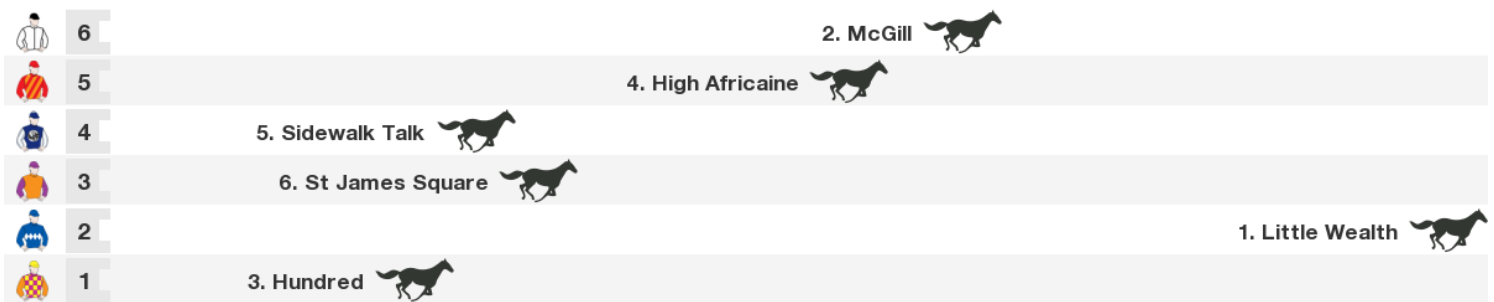 6 2. McGill
5 4. High Africaine
4 5. Sidewalk Talk
3 6. St James Square
2 1. Little Wealth
1 3. Hundred